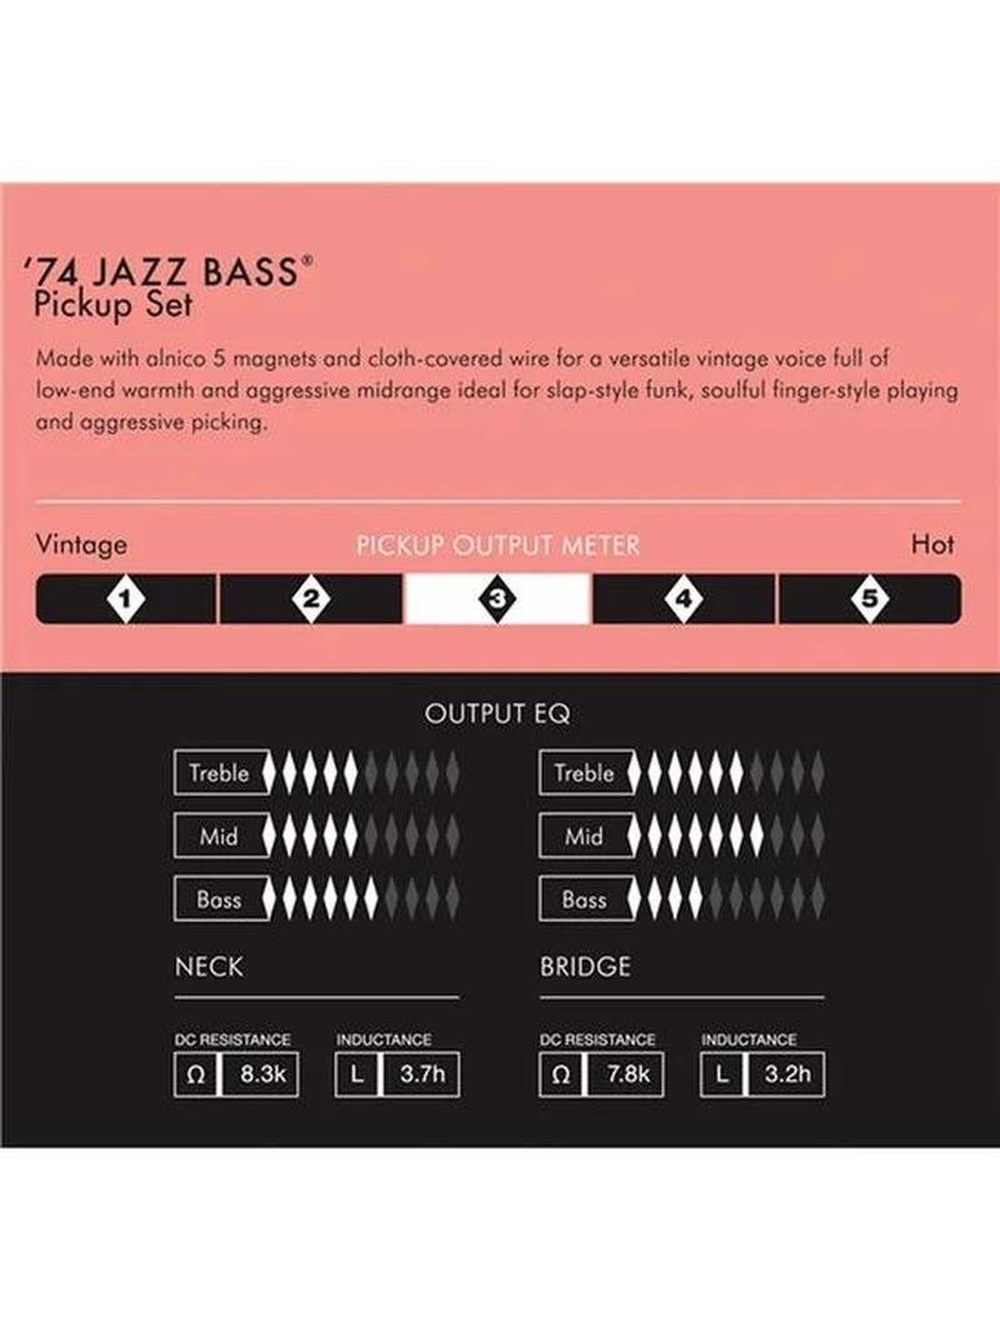 '74 JAZZ BASS®
Pickup Set
Made with alnico 5 magnets and cloth-covered wire for a versatile vintage voice full of
low-end warmth and aggressive midrange ideal for slap-style funk, soulful finger-style playing
and aggressive picking.
Vintage PICKUP OUTPUT METER Hot
1 2 3 4 5
OUTPUT EQ
Treble Treble
Mid Mid
Bass Bass
NECK BRIDGE
DC RESISTANCE INDUCTANCE DC RESISTANCE INDUCTANCE
Ω 8.3k L 3.7h Ω 7.8k L 3.2h